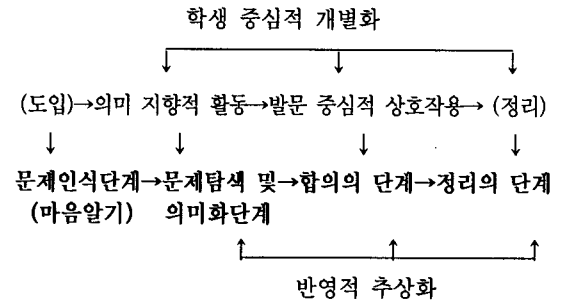 학생 중심적 개별화
(도입)→의미 지향적 활동→발문 중심적 상호작용→ (정리)
문제인식단계→문제탐색 및→합의의 단계→정리의 단계
(마음알기) 의미화단계
반영적 추상화